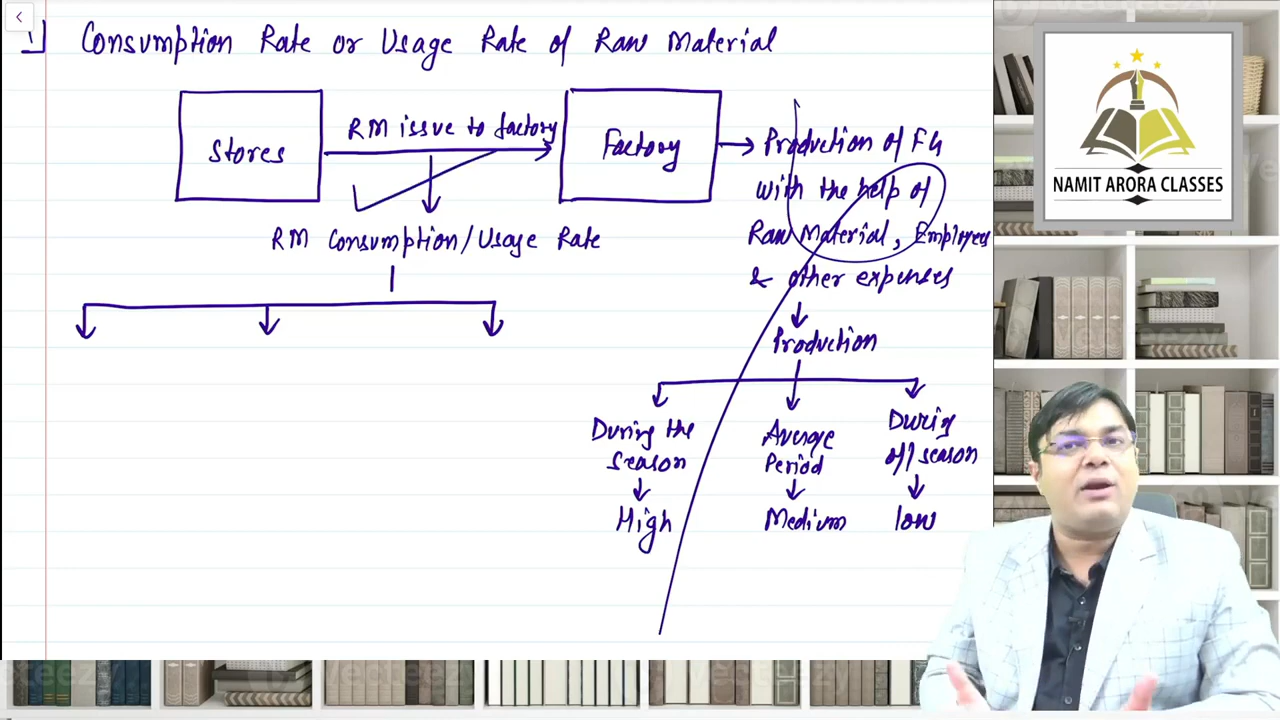 1] Consumption Rate or Usage Rate of Raw Material
Stores
RM issue to factory
Factory
Production of FG
with the help of
Raw Material, Employees
& other expenses
RM Consumption/Usage Rate
Production
During the
season
High
Average
Period
Medium
During
off season
low
NAMIT ARORA CLASSES
vecteezy